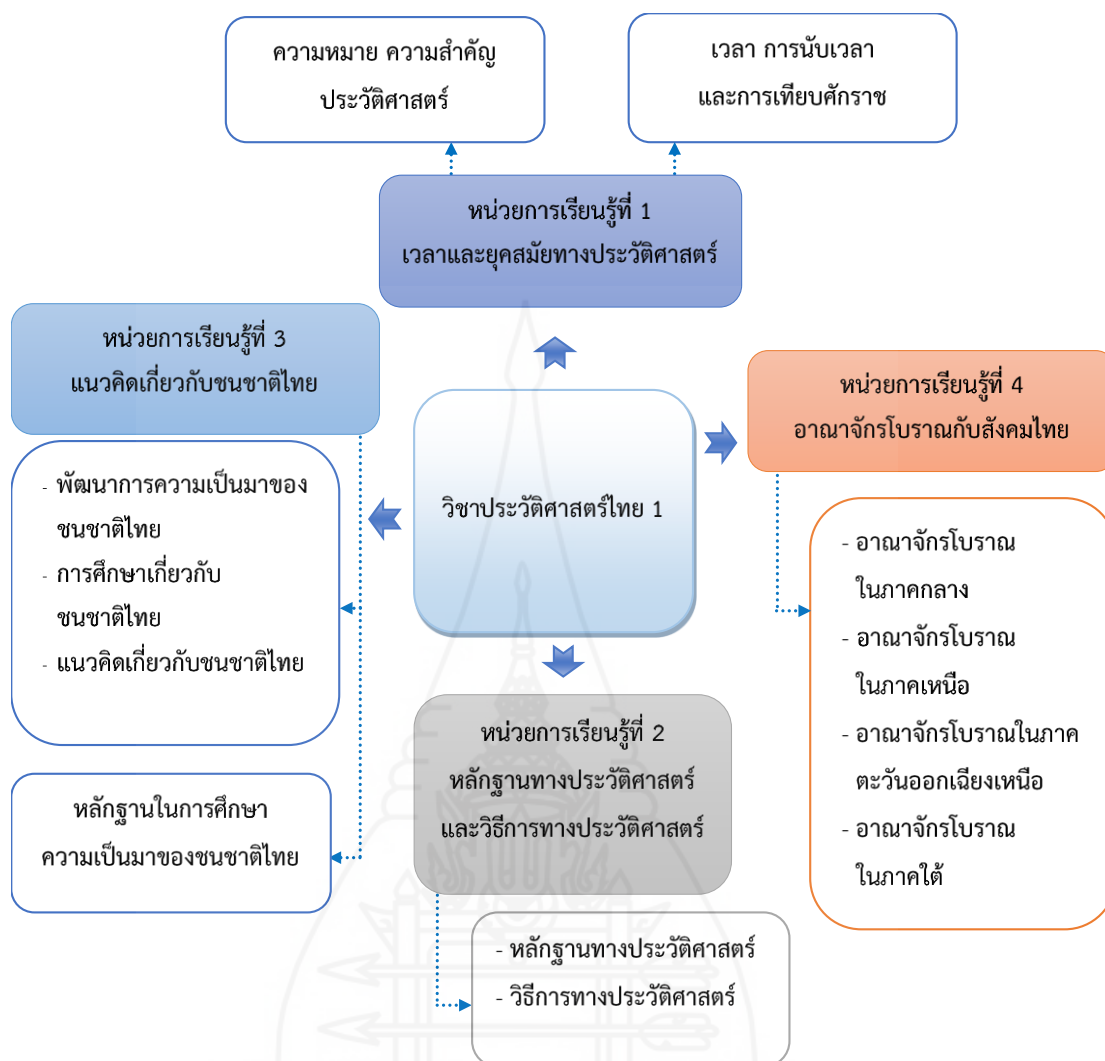 ความหมาย ความสำคัญ
ประวัติศาสตร์
เวลา การนับเวลา
และการเทียบศักราช
หน่วยการเรียนรู้ที่ 1
เวลาและยุคสมัยทางประวัติศาสตร์
หน่วยการเรียนรู้ที่ 3
แนวคิดเกี่ยวกับชนชาติไทย
หน่วยการเรียนรู้ที่ 4
อาณาจักรโบราณกับสังคมไทย
- พัฒนาการความเป็นมาของ
ชนชาติไทย
- การศึกษาเกี่ยวกับ
ชนชาติไทย
- แนวคิดเกี่ยวกับชนชาติไทย
วิชาประวัติศาสตร์ไทย 1
- อาณาจักรโบราณ
ในภาคกลาง
- อาณาจักรโบราณ
ในภาคเหนือ
- อาณาจักรโบราณในภาค
ตะวันออกเฉียงเหนือ
- อาณาจักรโบราณ
ในภาคใต้
หน่วยการเรียนรู้ที่ 2
หลักฐานทางประวัติศาสตร์
และวิธีการทางประวัติศาสตร์
หลักฐานในการศึกษา
ความเป็นมาของชนชาติไทย
- หลักฐานทางประวัติศาสตร์
- วิธีการทางประวัติศาสตร์